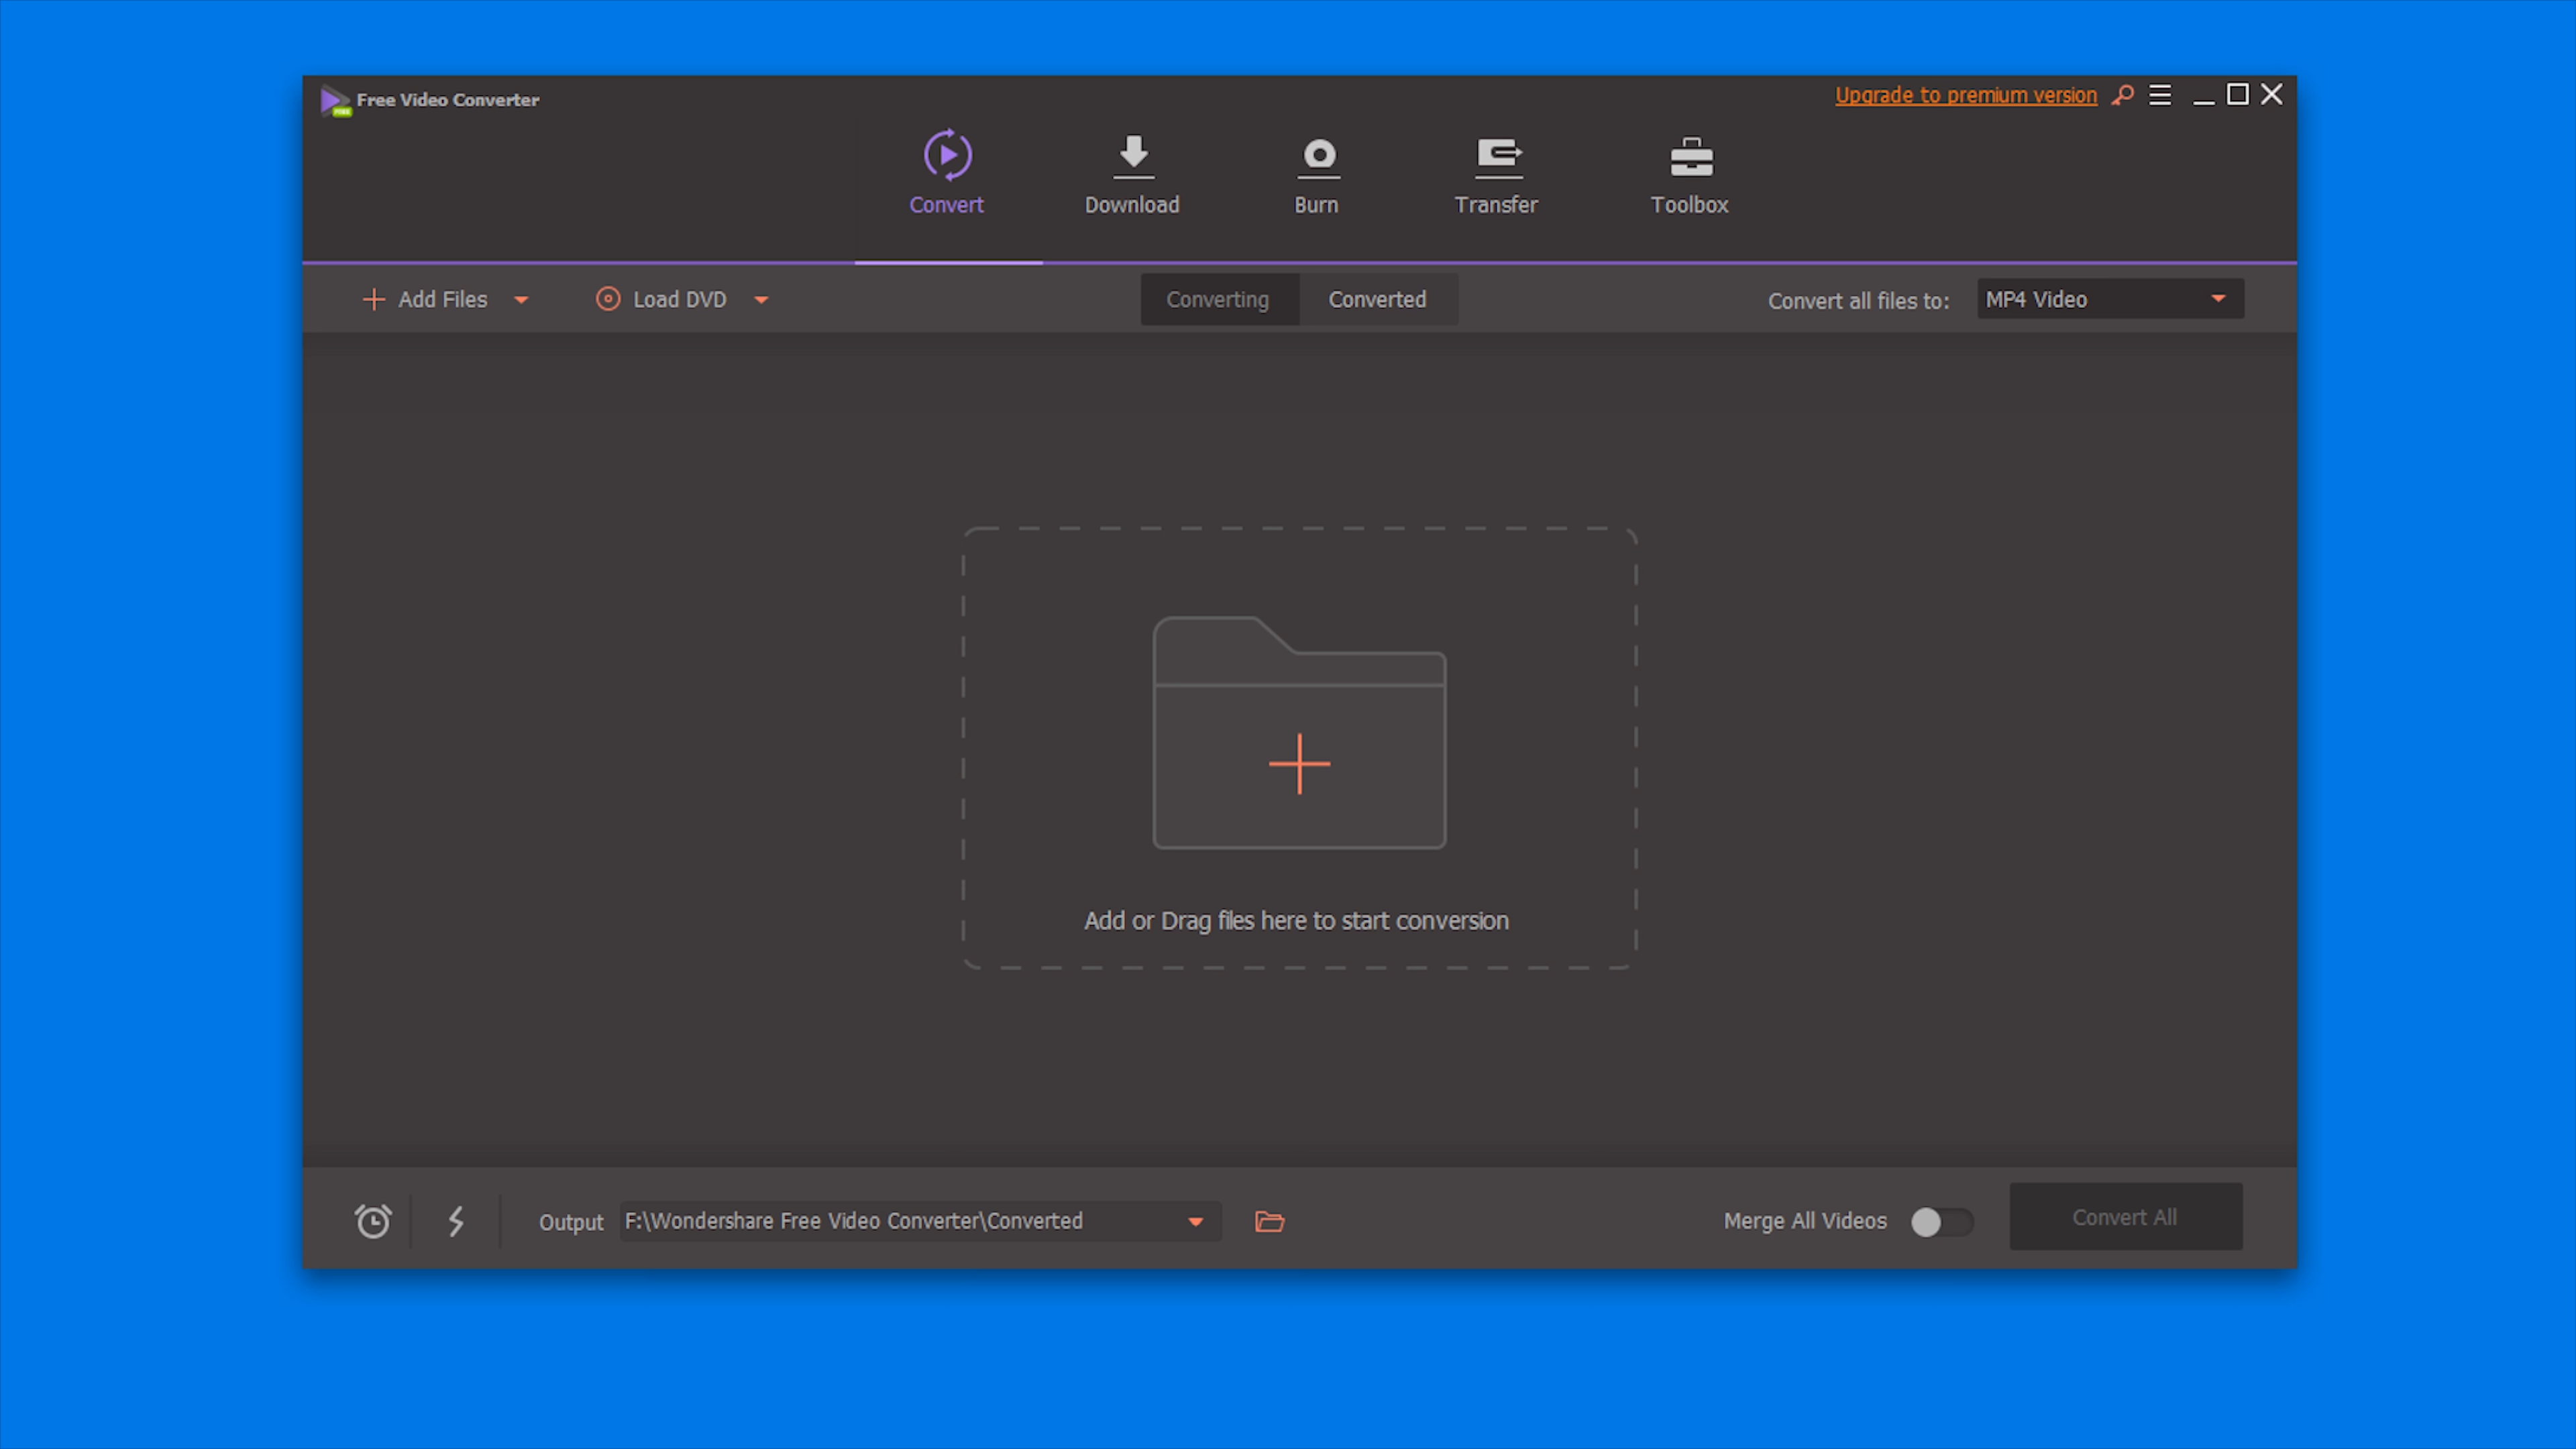 Free Video Converter
Upgrade to premium version
Convert
Download
Burn
Transfer
Toolbox
Add Files
Load DVD
Converting
Converted
Convert all files to:
MP4 Video
Add or Drag files here to start conversion
Output
F:\Wondershare Free Video Converter\Converted
Merge All Videos
Convert All